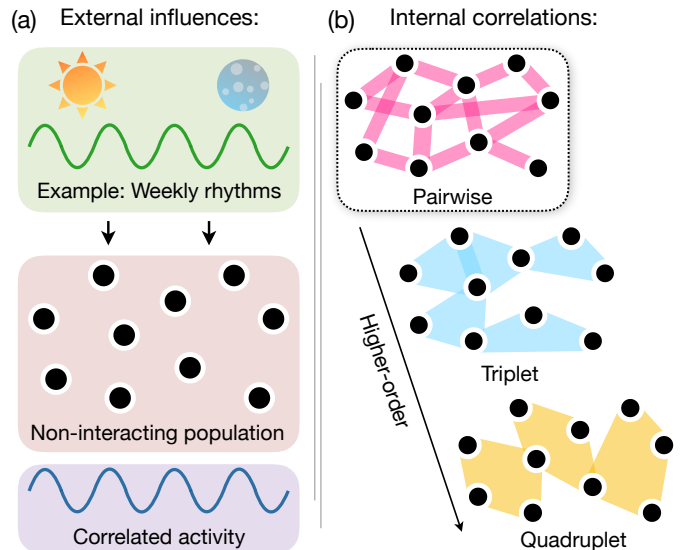 (a) External influences:
Example: Weekly rhythms
Non-interacting population
Correlated activity
(b) Internal correlations:
Pairwise
Higher-order
Triplet
Quadruplet